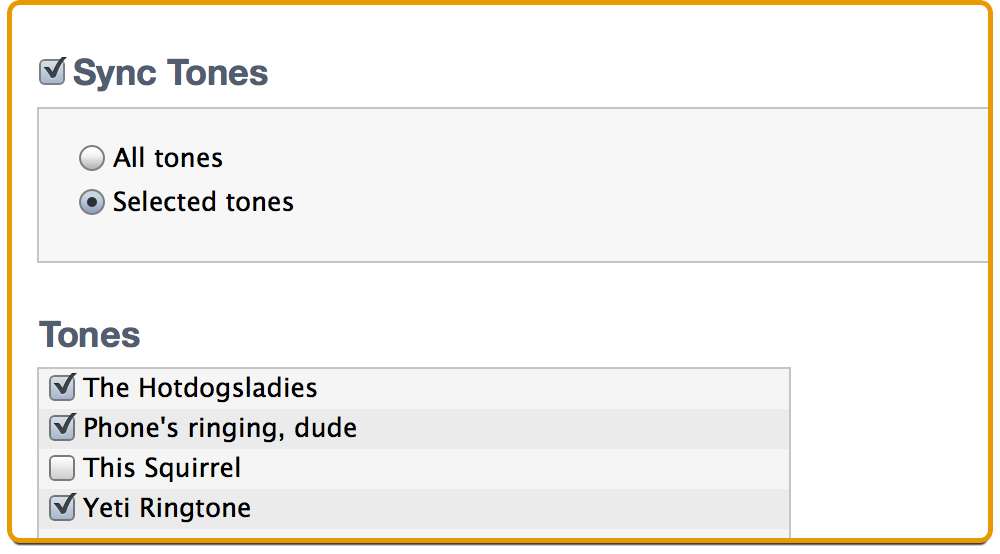 Sync Tones
All tones
Selected tones
Tones
The Hotdogsladies
Phone's ringing, dude
This Squirrel
Yeti Ringtone